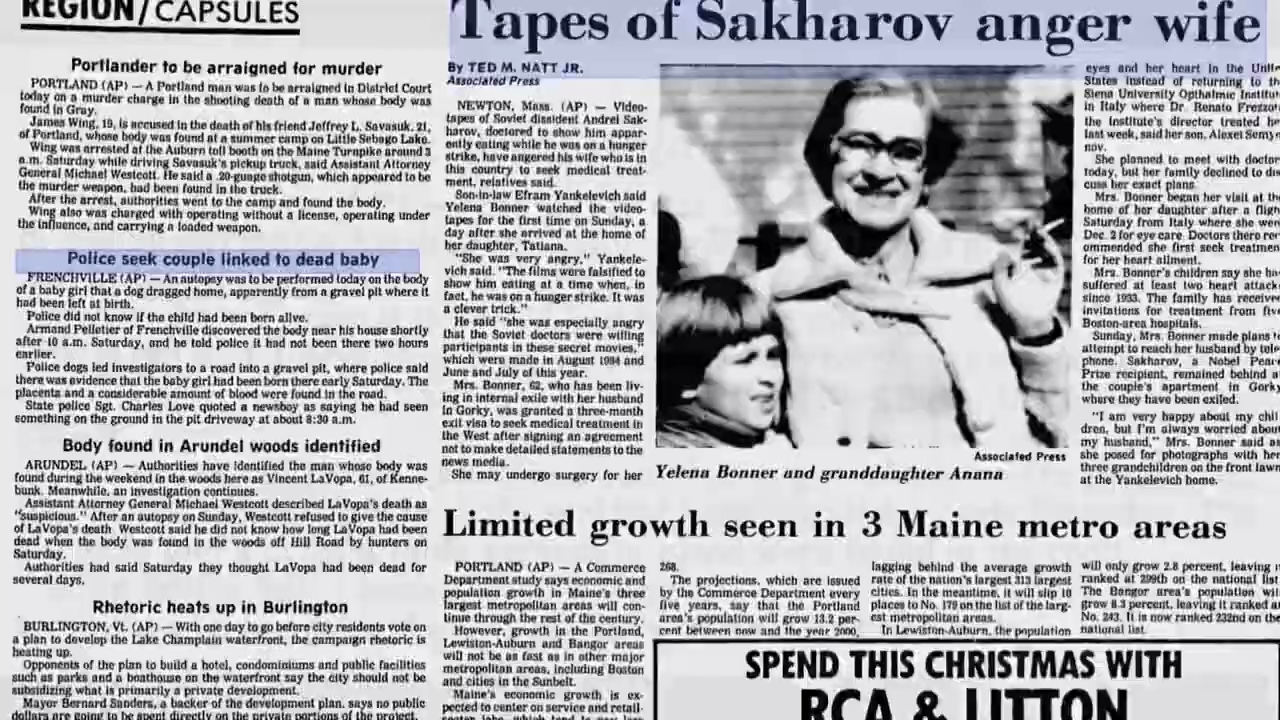 REGION/CAPSULES
Portlander to be arraigned for murder
PORTLAND (AP) — A Portland man was to be arraigned in District Court
today on a murder charge in the shooting death of a man whose body was
found in Gray.
James Wing, 19, is accused in the death of his friend Jeffrey L. Savasuk, 21,
of Portland, whose body was found at a summer camp on Little Sebago Lake.
Wing was arrested at the Auburn toll booth on the Maine Turnpike around 3
a.m. Saturday while driving Savasuk's pickup truck, said Assistant Attorney
General Michael Westcott. He said a .20-guage shotgun, which appeared to be
the murder weapon, had been found in the truck.
After the arrest, authorities went to the camp and found the body.
Wing also was charged with operating without a license, operating under
the influence, and carrying a loaded weapon.
Police seek couple linked to dead baby
FRENCHVILLE (AP) — An autopsy was to be performed today on the body
of a baby girl that a dog dragged home, apparently from a gravel pit where it
had been left at birth.
Police did not know if the child had been born alive.
Armand Pelletier of Frenchville discovered the body near his house shortly
after 10 a.m. Saturday, and he told police it had not been there two hours
earlier.
Police dogs led investigators to a road into a gravel pit, where police said
there was evidence that the baby girl had been born there early Saturday. The
placenta and a considerable amount of blood were found in the road.
State police Sgt. Charles Love quoted a newsboy as saying he had seen
something on the ground in the pit driveway at about 8:30 a.m.
Body found in Arundel woods identified
ARUNDEL (AP) — Authorities have identified the man whose body was
found during the weekend in the woods here as Vincent LaVopa, 61, of Kenne-
bunk. Meanwhile, an investigation continues.
Assistant Attorney General Michael Westcott described LaVopa's death as
"suspicious." After an autopsy on Sunday, Westcott refused to give the cause
of LaVopa's death. Westcott said he did not know how long LaVopa had been
dead when the body was found in the woods off Hill Road by hunters on
Saturday.
Authorities had said Saturday they thought LaVopa had been dead for
several days.
Rhetoric heats up in Burlington
BURLINGTON, Vt. (AP) — With one day to go before city residents vote on
a plan to develop the Lake Champlain waterfront, the campaign rhetoric is
heating up.
Opponents of the plan to build a hotel, condominiums and public facilities
such as parks and a boathouse on the waterfront say the city should not be
subsidizing what is primarily a private development.
Mayor Bernard Sanders, a backer of the development plan, says no public
dollars are going to be spent directly on the private portions of the project.
Tapes of Sakharov anger wife
By TED M. NATT JR.
Associated Press
NEWTON, Mass. (AP) — Video-
tapes of Soviet dissident Andrei Sak-
harov, doctored to show him appar-
ently eating while he was on a hunger
strike, have angered his wife who is in
this country to seek medical treat-
ment, relatives said.
Son-in-law Efram Yankelevich said
Yelena Bonner watched the video-
tapes for the first time on Sunday, a
day after she arrived at the home of
her daughter, Tatiana.
"She was very angry," Yankele-
vich said. "The films were falsified to
show him eating at a time when, in
fact, he was on a hunger strike. It was
a clever trick."
He said "she was especially angry
that the Soviet doctors were willing
participants in these secret movies,"
which were made in August 1984 and
June and July of this year.
Mrs. Bonner, 62, who has been liv-
ing in internal exile with her husband
in Gorky, was granted a three-month
exit visa to seek medical treatment in
the West after signing an agreement
not to make detailed statements to the
news media.
She may undergo surgery for her
Associated Press
Yelena Bonner and granddaughter Anana
eyes and her heart in the
States instead of returning to
Siena University Opthalmic
in Italy where Dr. Renato
the Institute's director treated
last week, said her son, Alexei
nov.
She planned to meet with
today, but her family declined to
cuss her exact plans.
Mrs. Bonner began her visit at
home of her daughter after a
Saturday from Italy where she
Dec. 2 for eye care. Doctors there
ommended she first seek
for her heart ailment.
Mrs. Bonner's children say she
suffered at least two heart
since 1983. The family has
invitations for treatment from
Boston-area hospitals.
Sunday, Mrs. Bonner made plans
attempt to reach her husband by
phone. Sakharov, a Nobel
Prize recipient, remained behind
the couple's apartment in
where they have been exiled.
"I am very happy about my
dren, but I'm always worried about
my husband," Mrs. Bonner said
she posed for photographs with
three grandchildren on the front
at the Yankelevich home.
Limited growth seen in 3 Maine metro areas
PORTLAND (AP) — A Commerce
Department study says economic and
population growth in Maine's three
largest metropolitan areas will con-
tinue through the rest of the century.
However, growth in the Portland,
Lewiston-Auburn and Bangor areas
will not be as fast as in other major
metropolitan areas, including Boston
and cities in the Sunbelt.
Maine's economic growth is ex-
pected to center on service and retail-
268.
The projections, which are issued
by the Commerce Department every
five years, say that the Portland
area's population will grow 13.2 per-
cent between now and the year 2000,
lagging behind the average growth
rate of the nation's largest 313 largest
cities. In the meantime, it will slip 10
places to No. 179 on the list of the larg-
est metropolitan areas.
In Lewiston-Auburn, the population
will only grow 2.8 percent, leaving
ranked at 299th on the national
The Bangor area's population
grow 8.3 percent, leaving it ranked
No. 243. It is now ranked 232nd on the
national list.
SPEND THIS CHRISTMAS WITH
RCA & LITTON